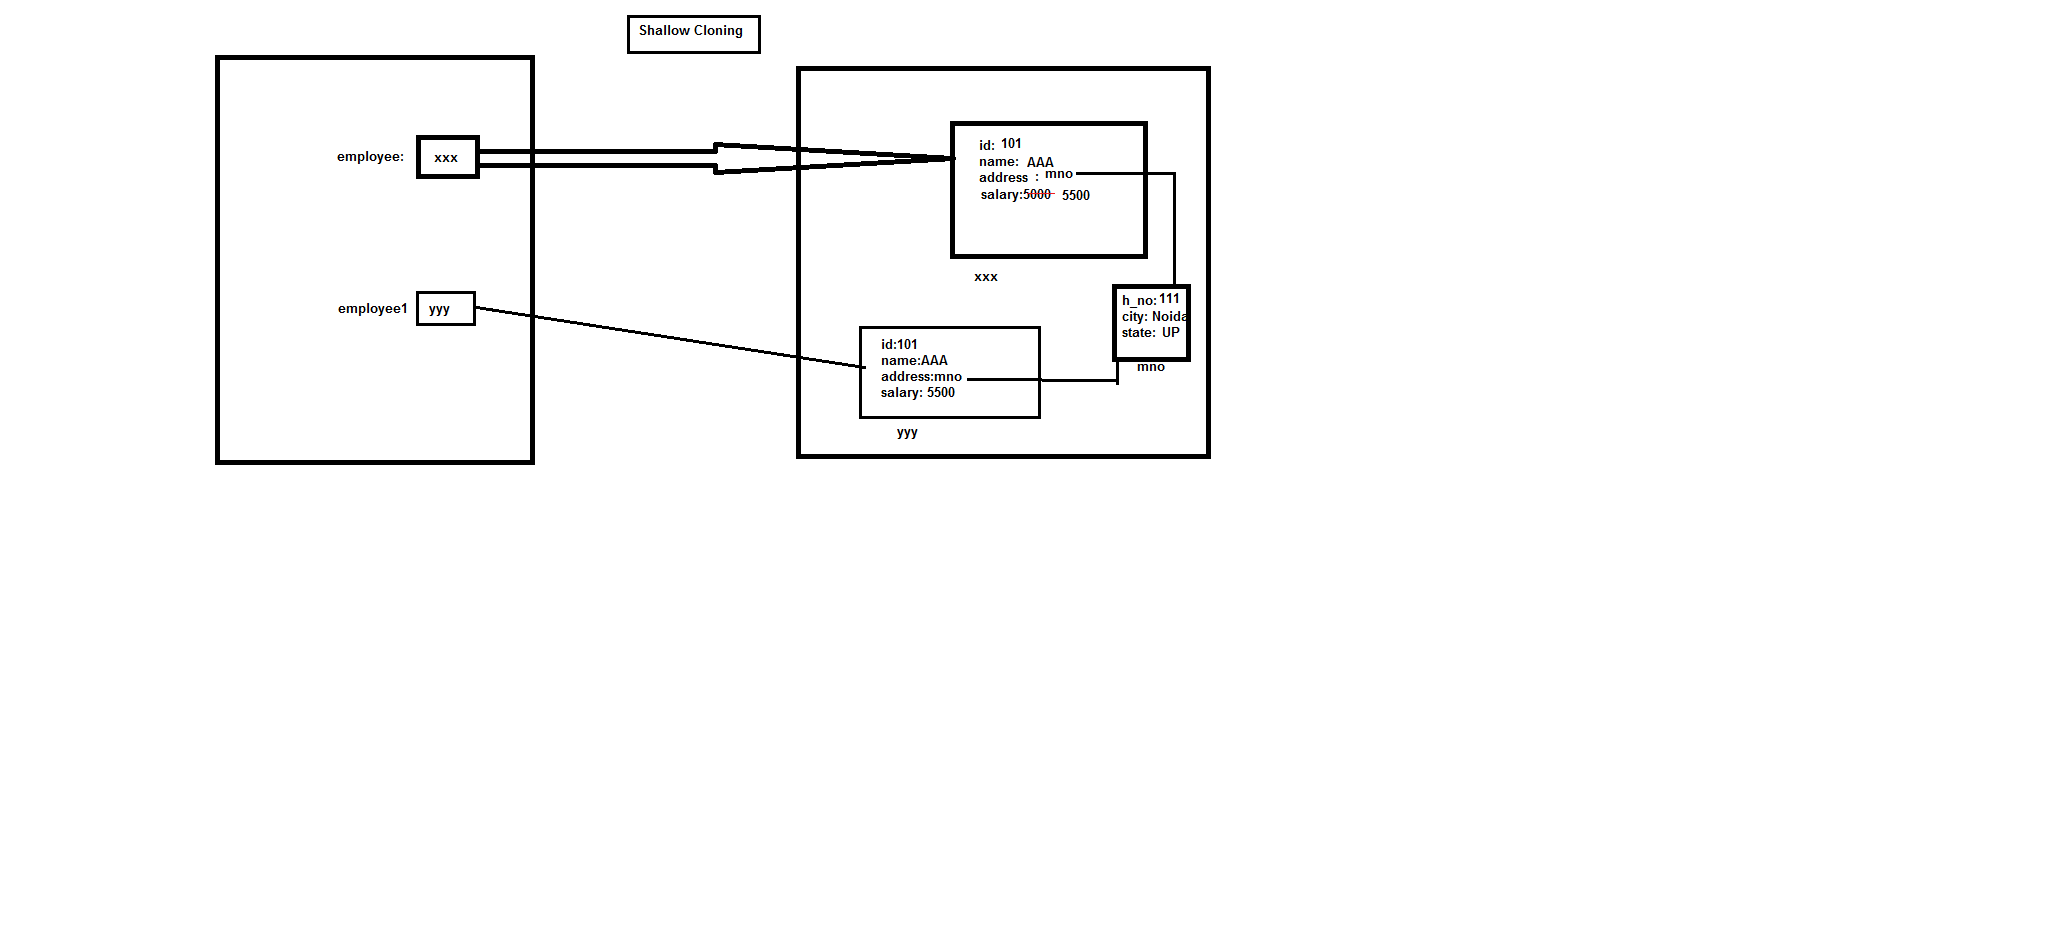 Shallow Cloning
employee:
xxx
id: 101
name: AAA
address : mno
salary:5000 5500
xxx
employee1
yyy
h_no:111
city: Noida
state: UP
mno
id:101
name:AAA
address:mno
salary: 5500
yyy